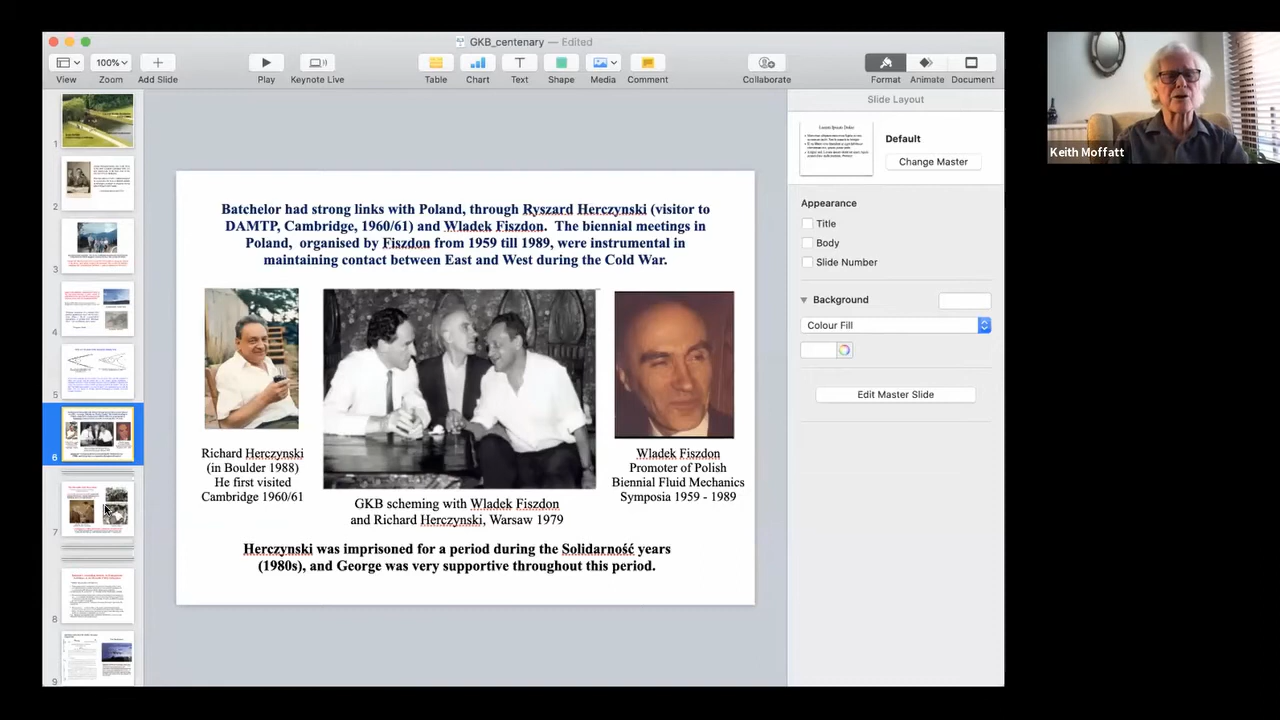 GKB_centenary — Edited
View
100%
Zoom
Add Slide
Play
Keynote Live
Table
Chart
Text
Shape
Media
Comment
Collaborate
Format
Animate
Document
Slide Layout
Default
Change Master
Appearance
Title
Body
Slide Number
Background
Colour Fill
Edit Master Slide
1
2
3
4
5
6
7
8
9
Batchelor had strong links with Poland, through Ryszard Herczynski (visitor to
DAMTP, Cambridge, 1960/61) and Wladek Fiszdon. The biennial meetings in
Poland, organised by Fiszdon from 1959 till 1989, were instrumental in
maintaining contact between East and West during the Cold War.
Richard Herczynski
(in Boulder 1988)
He first visited
Cambridge 1960/61
GKB scheming with Wladek Fiszdon
and Richard Herczynski, Warsaw 1979
Wladek Fiszdon
Promoter of Polish
Biennial Fluid Mechanics
Symposia 1959 - 1989
Herczynski was imprisoned for a period during the Solidarność years
(1980s), and George was very supportive throughout this period.
Keith Moffatt